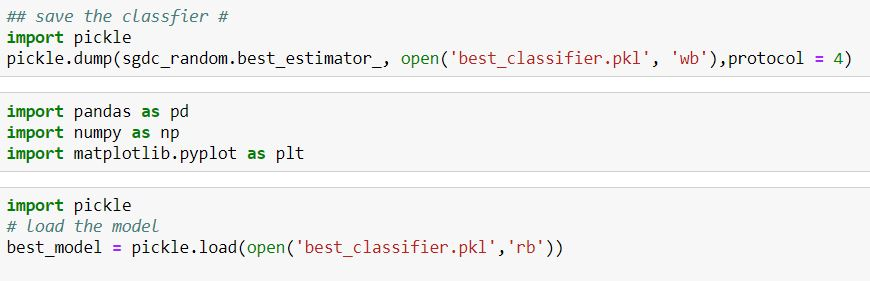 ## save the classfier #
import pickle
pickle.dump(sgdc_random.best_estimator_, open('best_classifier.pkl', 'wb'),protocol = 4)
import pandas as pd
import numpy as np
import matplotlib.pyplot as plt
import pickle
# load the model
best_model = pickle.load(open('best_classifier.pkl','rb'))